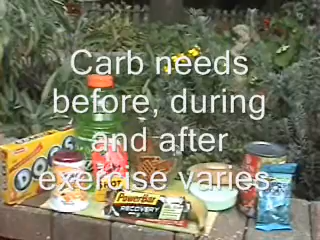 Carb needs
before, during
and after
exercise varies.
PowerBar
RECOVERY